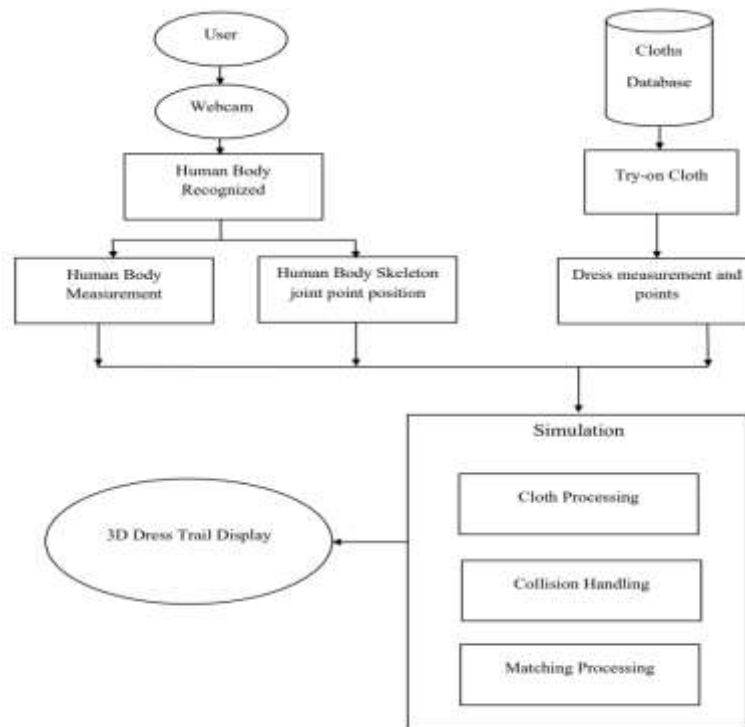 User
Webcam
Human Body
Recognized
Human Body
Measurement
Human Body Skeleton
joint point position
Cloths
Database
Try-on Cloth
Dress measurement and
points
Simulation
Cloth Processing
Collision Handling
Matching Processing
3D Dress Trail Display